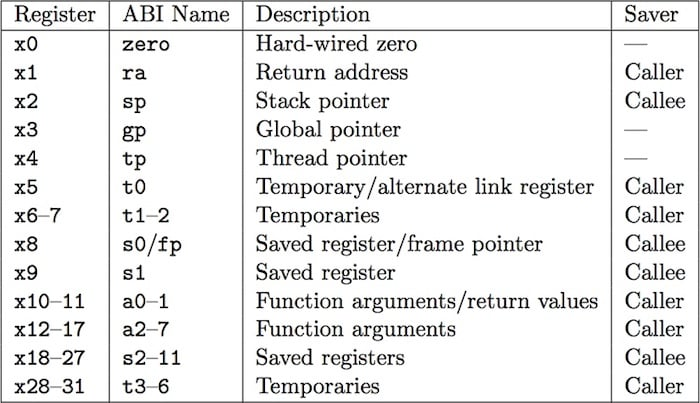 Register ABI Name Description Saver
x0 zero Hard-wired zero —
x1 ra Return address Caller
x2 sp Stack pointer Callee
x3 gp Global pointer —
x4 tp Thread pointer —
x5 t0 Temporary/alternate link register Caller
x6–7 t1–2 Temporaries Caller
x8 s0/fp Saved register/frame pointer Callee
x9 s1 Saved register Callee
x10–11 a0–1 Function arguments/return values Caller
x12–17 a2–7 Function arguments Caller
x18–27 s2–11 Saved registers Callee
x28–31 t3–6 Temporaries Caller